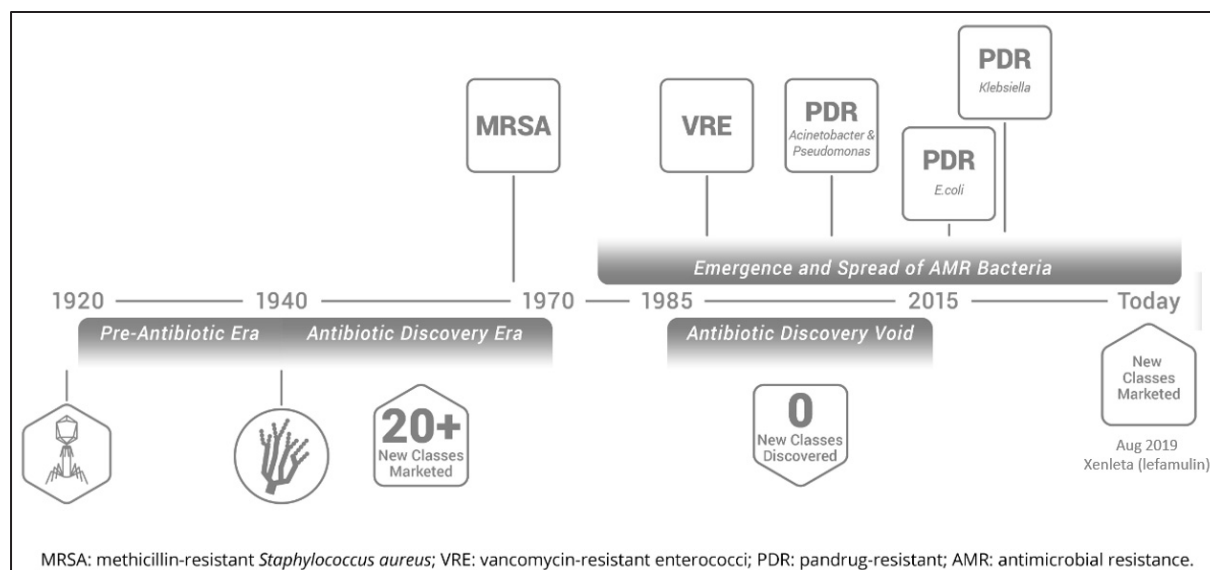 MRSA
VRE
PDR
Acinetobacter &
Pseudomonas
PDR
E.coli
PDR
Klebsiella
Emergence and Spread of AMR Bacteria
1920
1940
1970
1985
2015
Today
Pre-Antibiotic Era
Antibiotic Discovery Era
Antibiotic Discovery Void
20+
New Classes
Marketed
0
New Classes
Discovered
New
Classes
Marketed
Aug 2019
Xenleta (lefamulin)
MRSA: methicillin-resistant Staphylococcus aureus; VRE: vancomycin-resistant enterococci; PDR: pandrug-resistant; AMR: antimicrobial resistance.